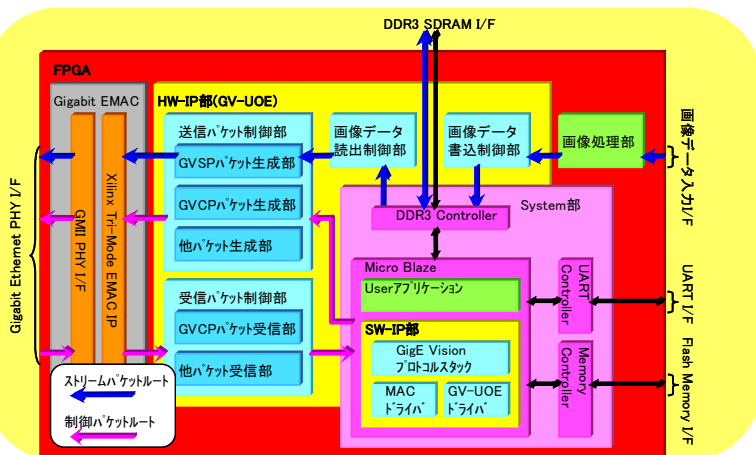 DDR3 SDRAM I/F
FPGA
Gigabit EMAC
HW-IP部(GV-UOE)
送信パケット制御部
GVSPパケット生成部
GVCPパケット生成部
他パケット生成部
画像データ
読出制御部
画像データ
書込制御部
画像処理部
画像データ入力I/F
Gigabit Ethernet PHY I/F
GMII PHY I/F
Xilinx Tri-Mode EMAC IP
DDR3 Controller
System部
受信パケット制御部
GVCPパケット受信部
他パケット受信部
Micro Blaze
Userアプリケーション
SW-IP部
GigE Vision
プロトコルスタック
MAC
ドライバ
GV-UOE
ドライバ
UART
Controller
UART I/F
Memory
Controller
Flash Memory I/F
ストリームパケットルート
制御パケットルート